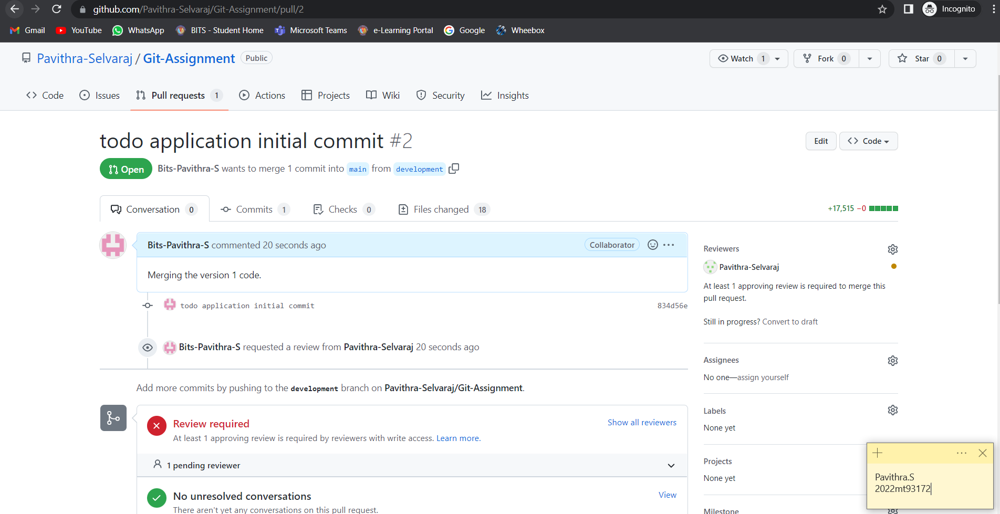 github.com/Pavithra-Selvaraj/Git-Assignment/pull/2
Incognito
Gmail YouTube WhatsApp BITS - Student Home Microsoft Teams e-Learning Portal Google Wheebox
Pavithra-Selvaraj / Git-Assignment Public
Watch 1 Fork 0 Star 0
Code Issues Pull requests 1 Actions Projects Wiki Security Insights
todo application initial commit #2
Edit Code
Open Bits-Pavithra-S wants to merge 1 commit into main from development
Conversation 0 Commits 1 Checks 0 Files changed 18
+17,515 −0
Bits-Pavithra-S commented 20 seconds ago Collaborator
Merging the version 1 code.
todo application initial commit 834d56e
Bits-Pavithra-S requested a review from Pavithra-Selvaraj 20 seconds ago
Add more commits by pushing to the development branch on Pavithra-Selvaraj/Git-Assignment.
Review required
Show all reviewers
At least 1 approving review is required by reviewers with write access. Learn more.
1 pending reviewer
No unresolved conversations
View
There aren't yet any conversations on this pull request.
Reviewers
Pavithra-Selvaraj
At least 1 approving review is required to merge this
pull request.
Still in progress? Convert to draft
Assignees
No one—assign yourself
Labels
None yet
Projects
None yet
Milestone
Pavithra.S
2022mt93172